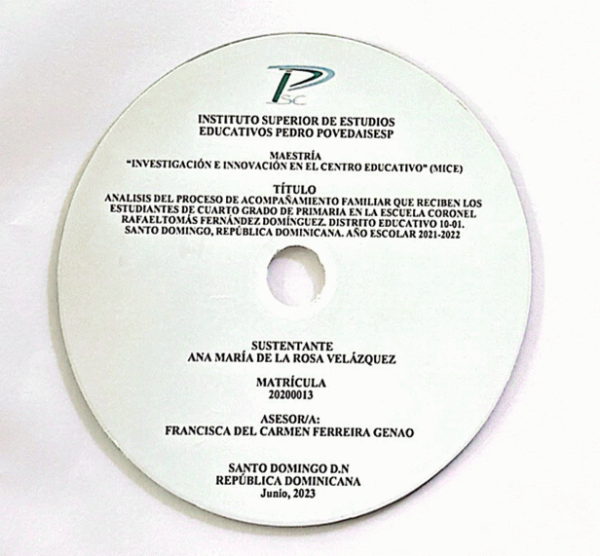 P
SC
INSTITUTO SUPERIOR DE ESTUDIOS
EDUCATIVOS PEDRO POVEDAISESP
MAESTRÍA
"INVESTIGACIÓN E INNOVACIÓN EN EL CENTRO EDUCATIVO" (MICE)
TÍTULO
ANALISIS DEL PROCESO DE ACOMPAÑAMIENTO FAMILIAR QUE RECIBEN LOS
ESTUDIANTES DE CUARTO GRADO DE PRIMARIA EN LA ESCUELA CORONEL
RAFAELTOMÁS FERNÁNDEZ DOMÍNGUEZ. DISTRITO EDUCATIVO 10-01.
SANTO DOMINGO, REPÚBLICA DOMINICANA. AÑO ESCOLAR 2021-2022
SUSTENTANTE
ANA MARÍA DE LA ROSA VELÁZQUEZ
MATRÍCULA
20200013
ASESOR/A:
FRANCISCA DEL CARMEN FERREIRA GENAO
SANTO DOMINGO D.N
REPÚBLICA DOMINICANA
Junio, 2023